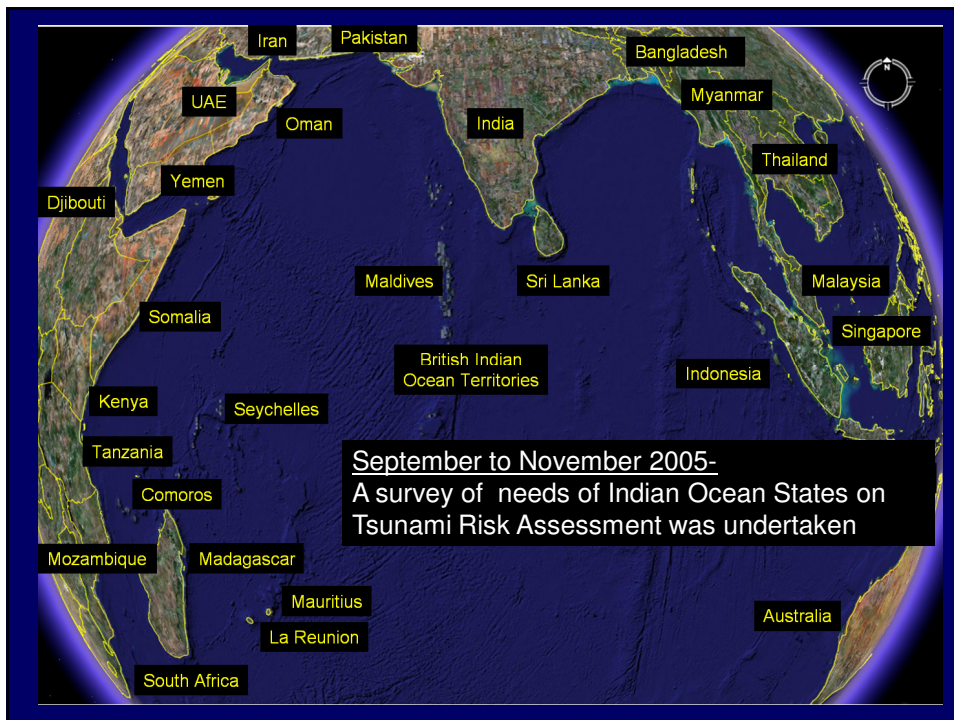 Iran
Pakistan
Bangladesh
N
UAE
Myanmar
Oman
India
Thailand
Yemen
Djibouti
Maldives
Sri Lanka
Malaysia
Somalia
Singapore
British Indian
Ocean Territories
Indonesia
Kenya
Seychelles
Tanzania
September to November 2005-
A survey of needs of Indian Ocean States on
Tsunami Risk Assessment was undertaken
Comoros
Mozambique
Madagascar
Mauritius
Australia
La Reunion
South Africa